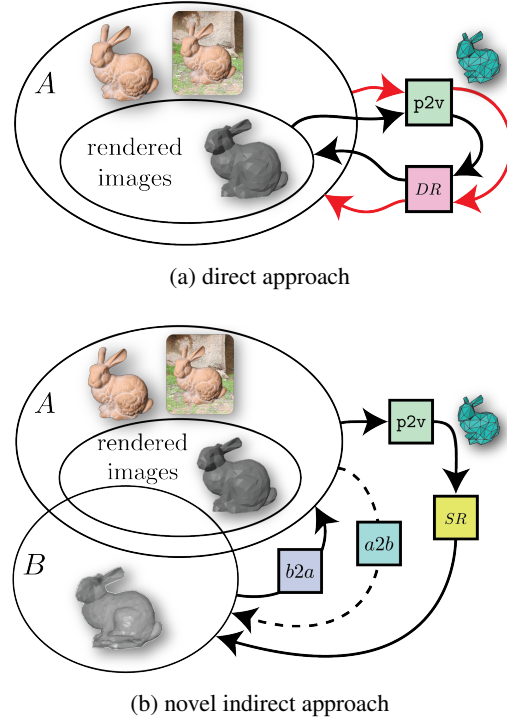 A
rendered
images
p2v
DR
(a) direct approach
A
rendered
images
p2v
B
b2a
a2b
SR
(b) novel indirect approach